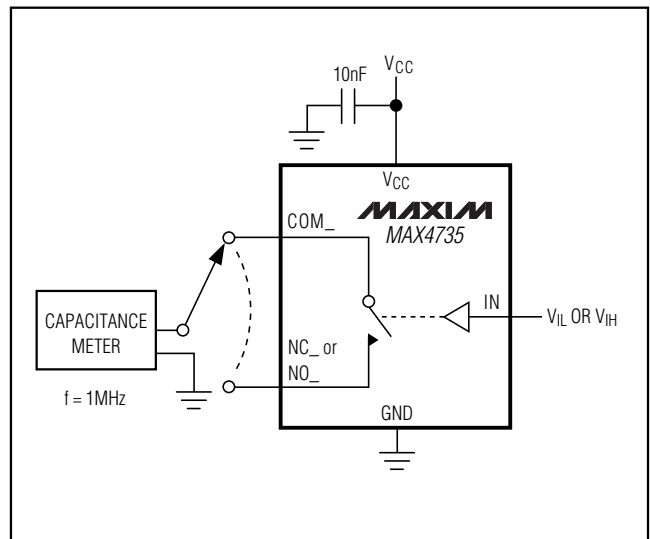 10nF
VCC
VCC
MAXIM
COM_
MAX4735
IN
VIL OR VIH
CAPACITANCE
METER
NC_ or
NO_
f = 1MHz
GND